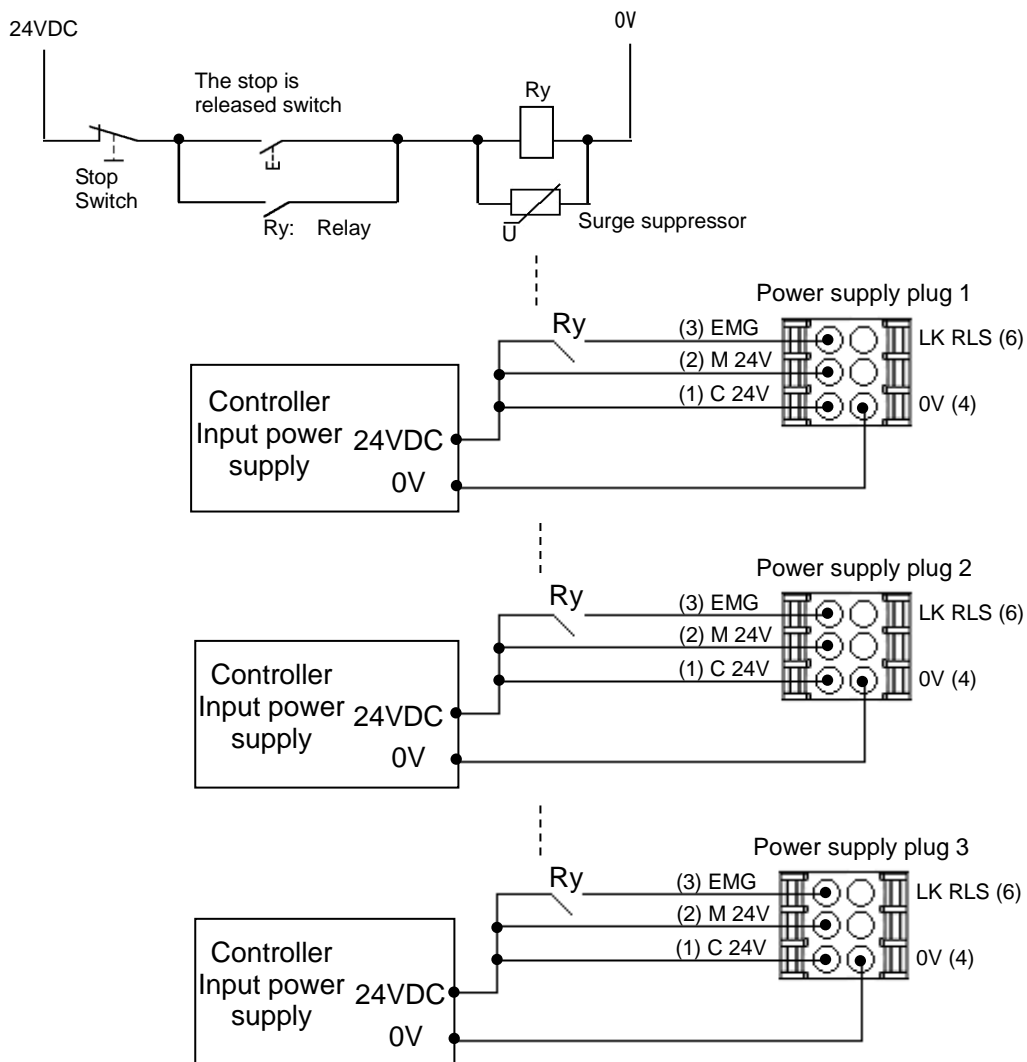 24VDC
0V
The stop is
released switch
Ry
Stop
Switch
Ry: Relay
U
Surge suppressor
Power supply plug 1
Ry
(3) EMG
LK RLS (6)
(2) M 24V
(1) C 24V
0V (4)
Controller
Input power
supply
24VDC
0V
Power supply plug 2
Ry
(3) EMG
LK RLS (6)
(2) M 24V
(1) C 24V
0V (4)
Controller
Input power
supply
24VDC
0V
Power supply plug 3
Ry
(3) EMG
LK RLS (6)
(2) M 24V
(1) C 24V
0V (4)
Controller
Input power
supply
24VDC
0V